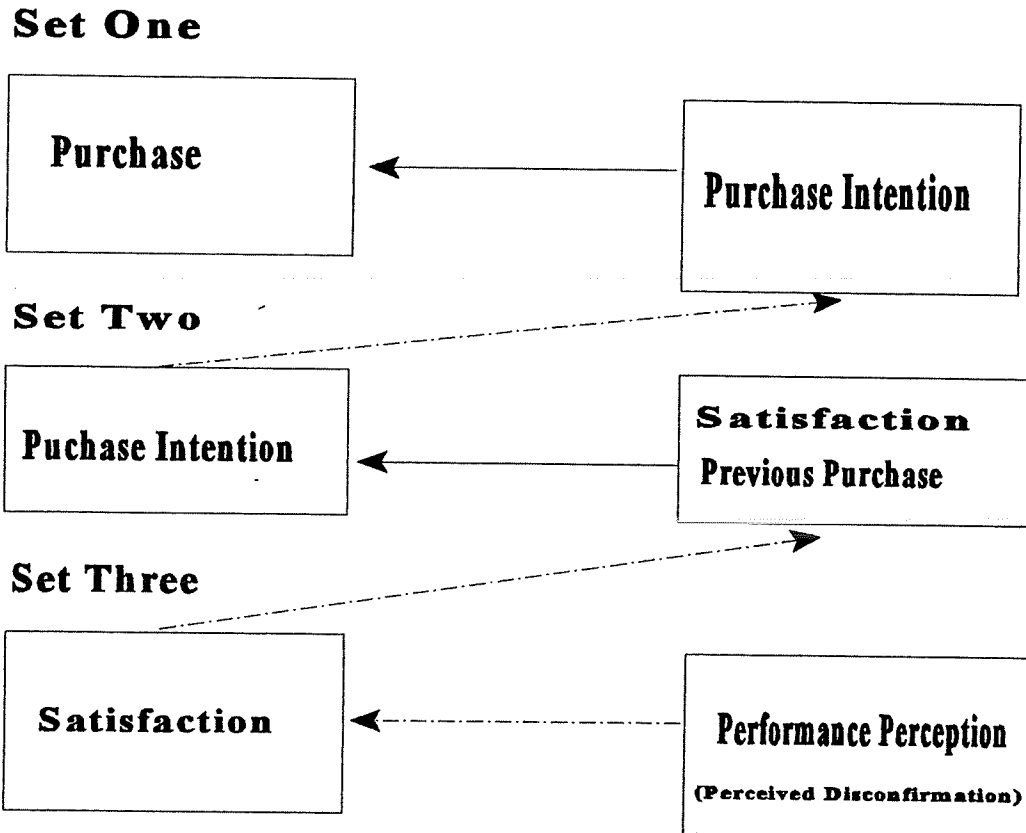 Set One
Purchase
Purchase Intention
Set Two
Puchase Intention
Satisfaction
Previous Purchase
Set Three
Satisfaction
Performance Perception
(Perceived Disconfirmation)